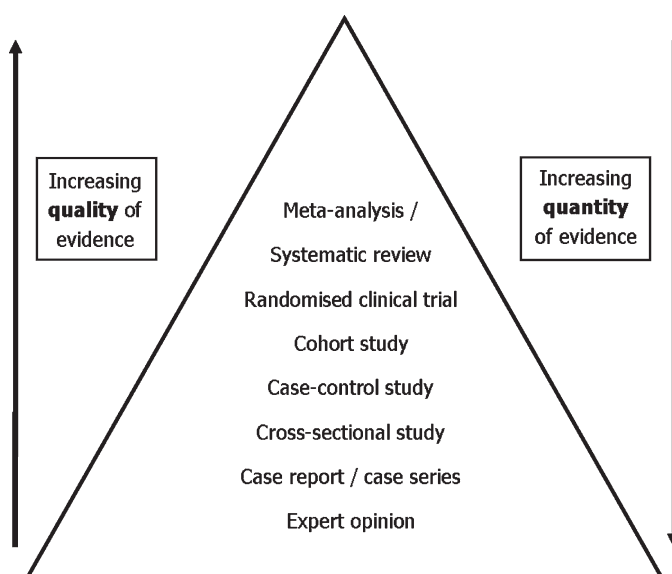 Increasing
quality of
evidence
Increasing
quantity
of evidence
Meta-analysis /
Systematic review
Randomised clinical trial
Cohort study
Case-control study
Cross-sectional study
Case report / case series
Expert opinion